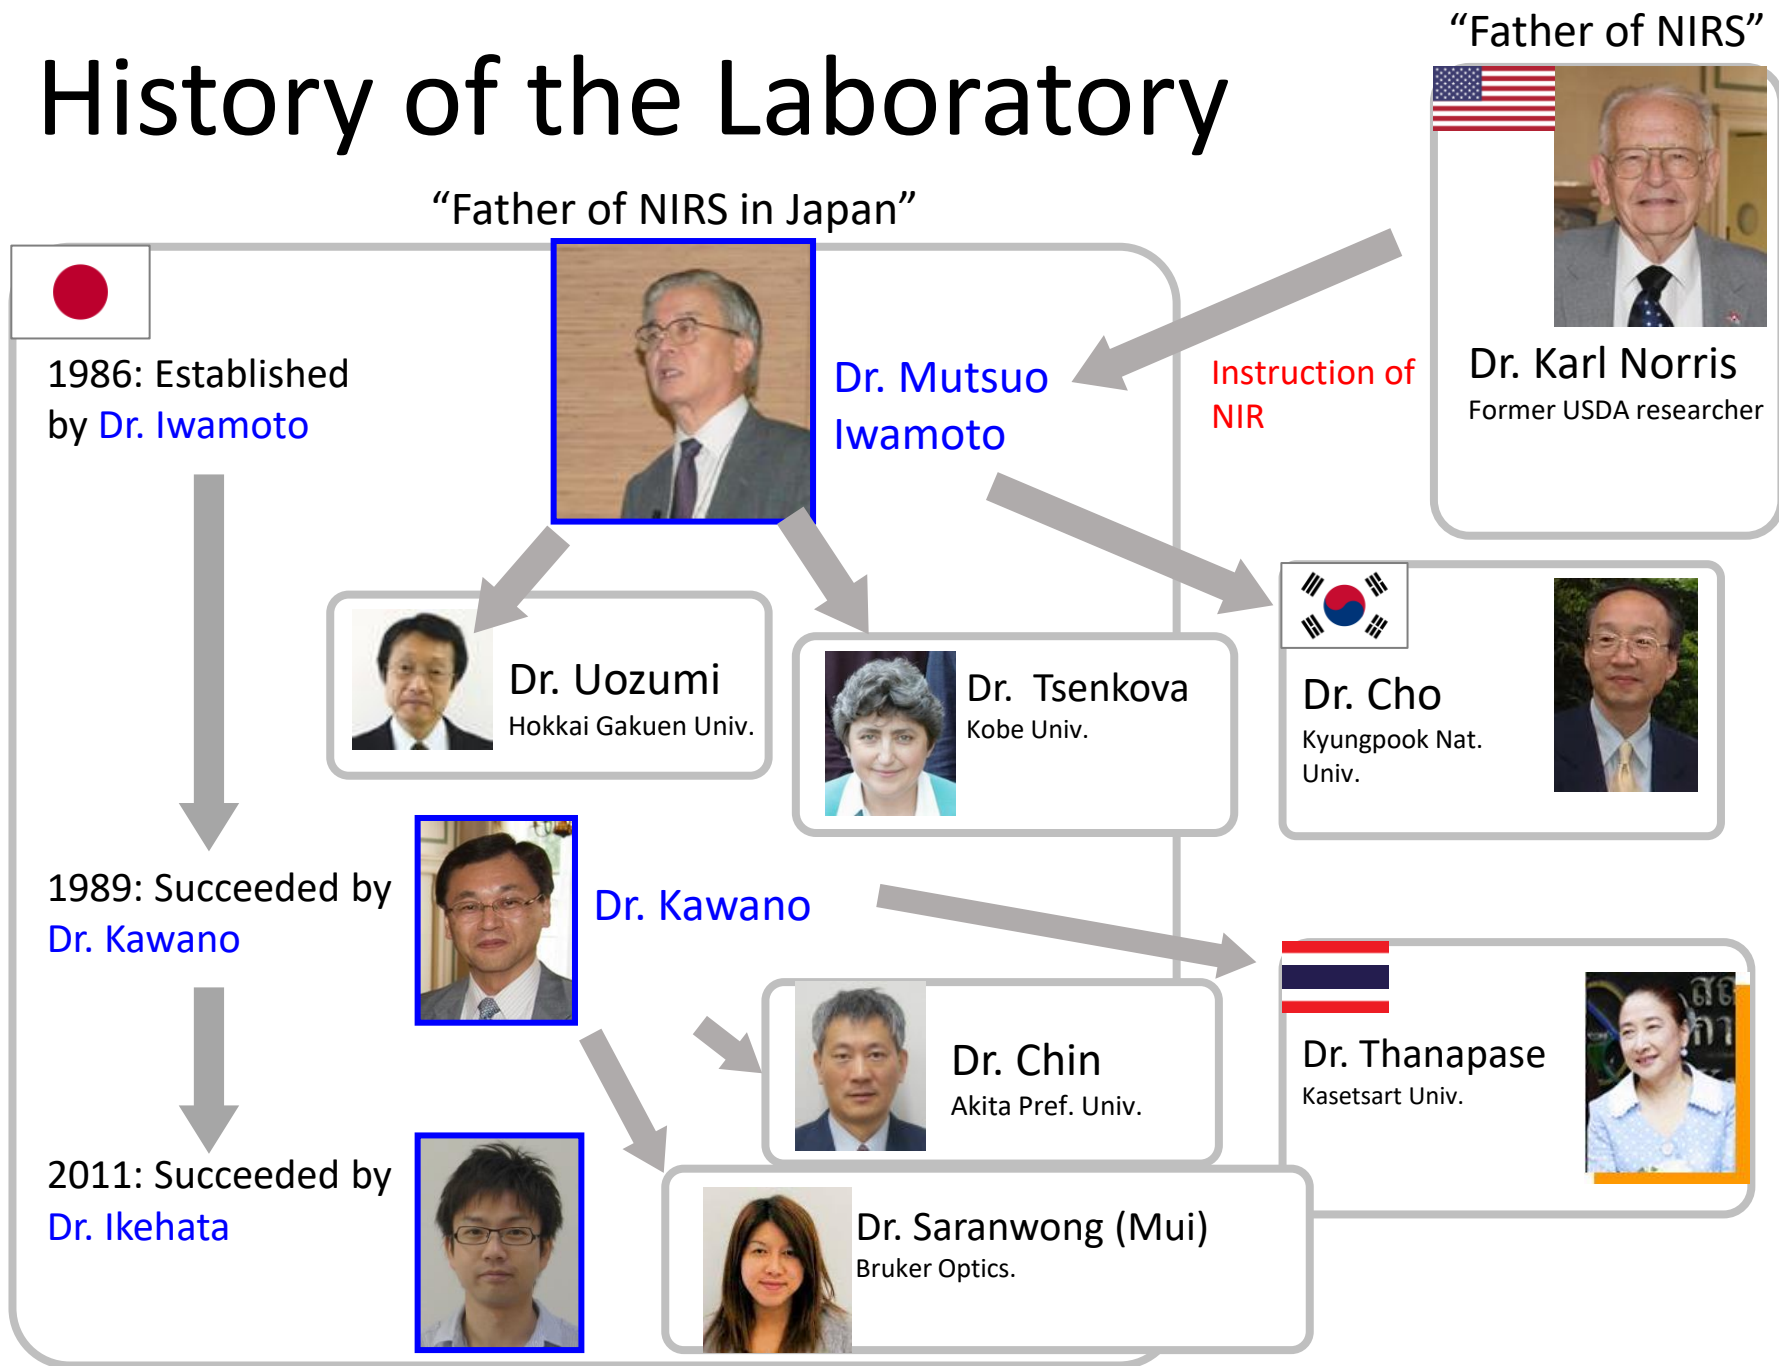 “Father of NIRS”
History of the Laboratory
“Father of NIRS in Japan”
1986: Established
by Dr. Iwamoto
Dr. Mutsuo
Iwamoto
Instruction of
NIR
Dr. Karl Norris
Former USDA researcher
Dr. Uozumi
Hokkai Gakuen Univ.
Dr. Tsenkova
Kobe Univ.
Dr. Cho
Kyungpook Nat.
Univ.
1989: Succeeded by
Dr. Kawano
Dr. Kawano
Dr. Chin
Akita Pref. Univ.
Dr. Thanapase
Kasetsart Univ.
2011: Succeeded by
Dr. Ikehata
Dr. Saranwong (Mui)
Bruker Optics.